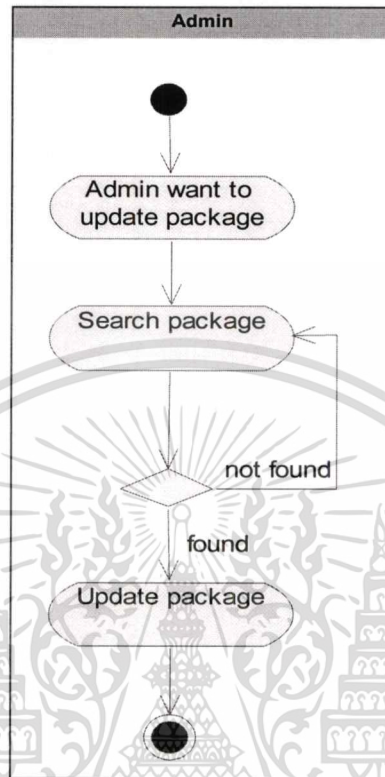 Admin
Admin want to
update package
Search package
not found
found
Update package